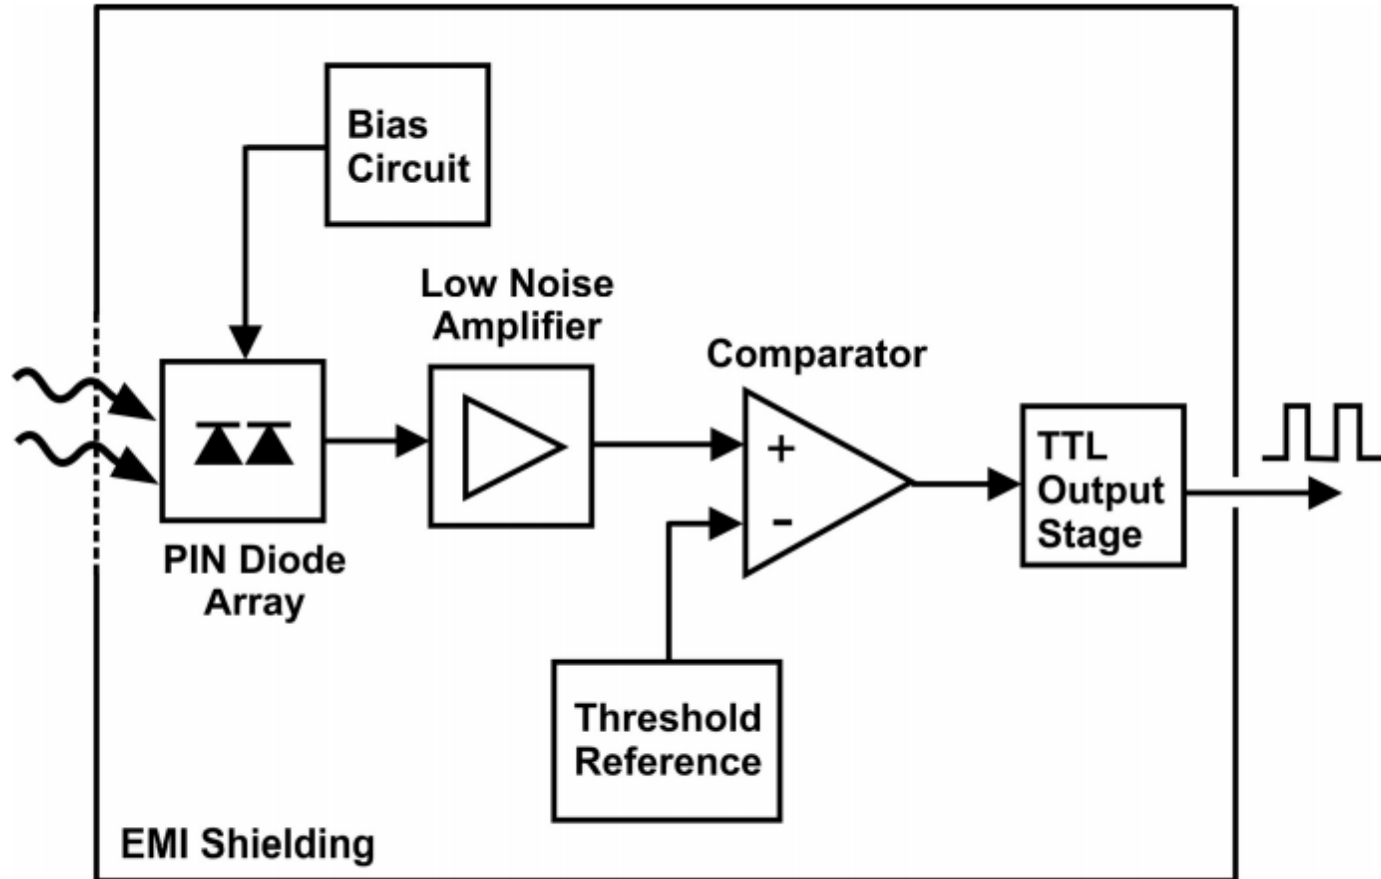 Bias
Circuit
Low Noise
Amplifier
Comparator
+
-
TTL
Output
Stage
PIN Diode
Array
Threshold
Reference
EMI Shielding